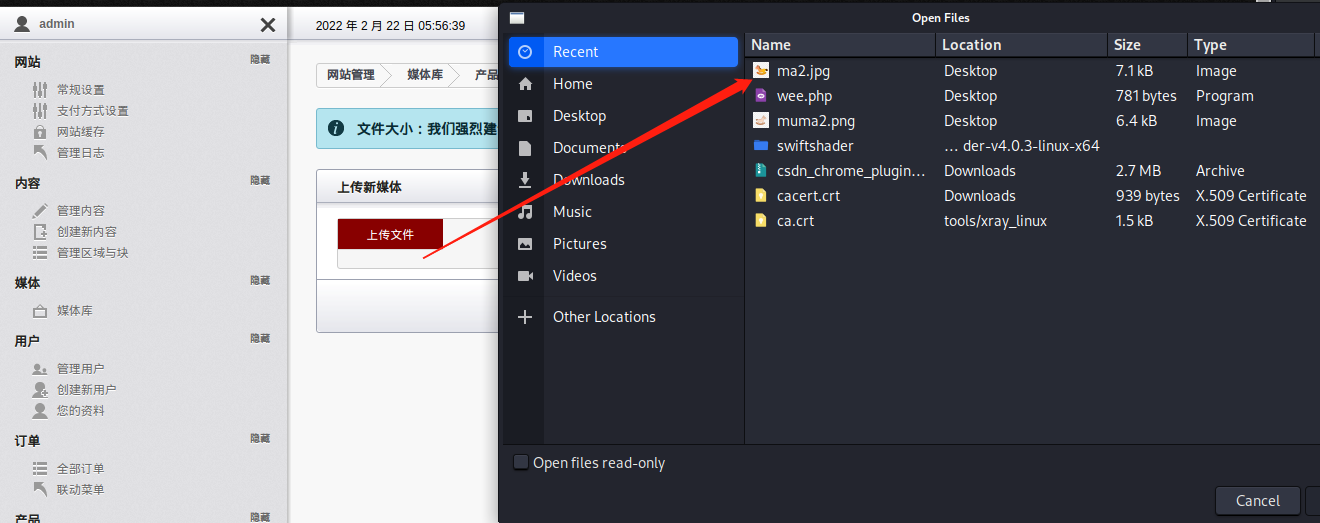 admin
网站
隐藏
常规设置
支付方式设置
网站缓存
管理日志
内容
隐藏
管理内容
创建新内容
管理区域与块
媒体
隐藏
媒体库
用户
隐藏
管理用户
创建新用户
您的资料
订单
隐藏
全部订单
联动菜单
产品
隐藏
2022 年 2 月 22 日 05:56:39
网站管理 媒体库 产品
文件大小：我们强烈建
上传新媒体
上传文件
Open Files
Recent
Home
Desktop
Documents
Downloads
Music
Pictures
Videos
Other Locations
Name Location Size Type
ma2.jpg Desktop 7.1 kB Image
wee.php Desktop 781 bytes Program
muma2.png Desktop 6.4 kB Image
swiftshader ... der-v4.0.3-linux-x64
csdn_chrome_plugin... Downloads 2.7 MB Archive
cacert.crt Downloads 939 bytes X.509 Certificate
ca.crt tools/xray_linux 1.5 kB X.509 Certificate
Open files read-only
Cancel